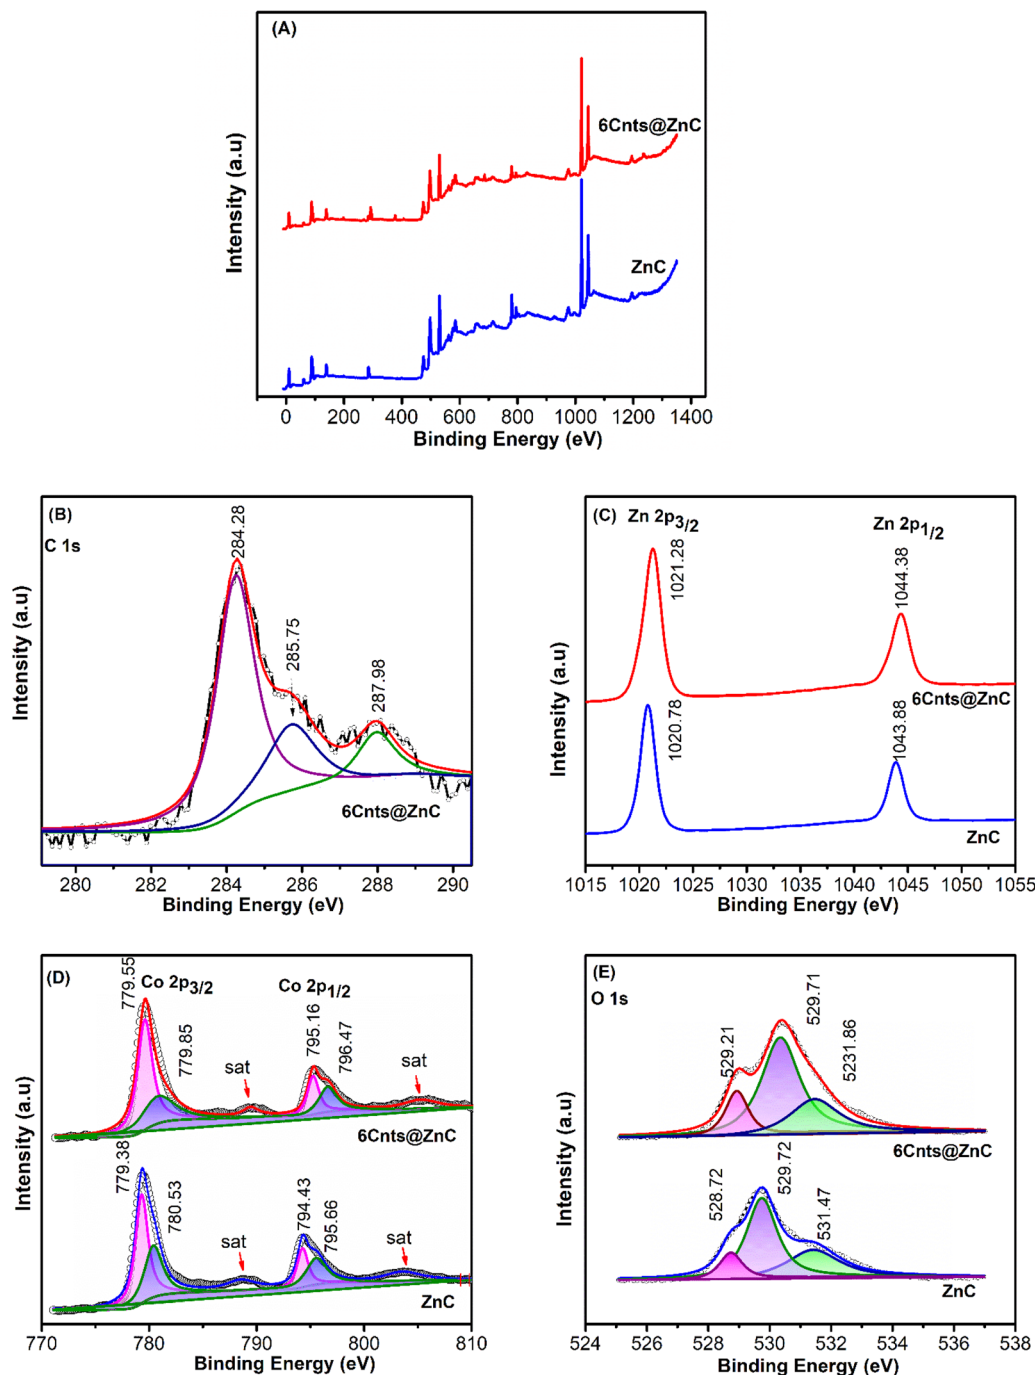 (A)
6Cnts@ZnC
ZnC
Intensity (a.u)
0 200 400 600 800 1000 1200 1400
Binding Energy (eV)
(B)
C 1s
284.28
285.75
287.98
6Cnts@ZnC
Intensity (a.u)
280 282 284 286 288 290
Binding Energy (eV)
(C)
Zn 2p3/2
Zn 2p1/2
1021.28
1044.38
6Cnts@ZnC
1020.78
1043.88
ZnC
Intensity (a.u)
1015 1020 1025 1030 1035 1040 1045 1050 1055
Binding Energy (eV)
(D)
779.55
Co 2p3/2
779.85
sat
Co 2p1/2
795.16
796.47
sat
6Cnts@ZnC
779.38
780.53
sat
794.43
795.66
sat
ZnC
Intensity (a.u)
770 780 790 800 810
Binding Energy (eV)
(E)
O 1s
529.21
529.71
5231.86
6Cnts@ZnC
528.72
529.72
531.47
ZnC
Intensity (a.u)
524 526 528 530 532 534 536 538
Binding Energy (eV)